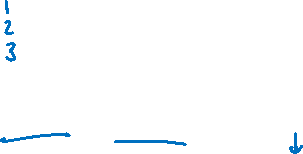 1
2
3
— — ↓